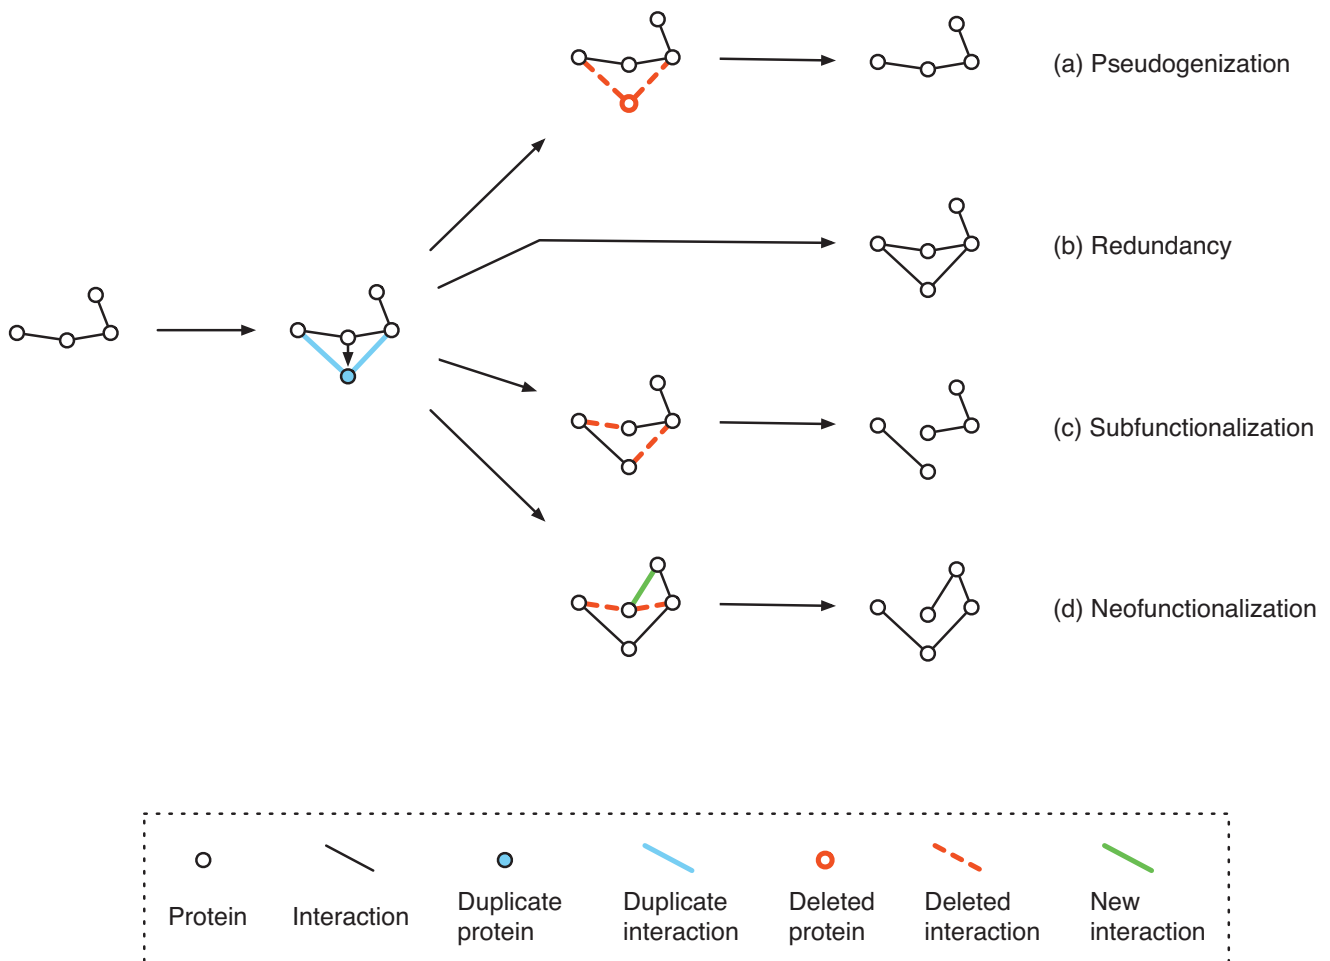 (a) Pseudogenization
(b) Redundancy
(c) Subfunctionalization
(d) Neofunctionalization
Protein
Interaction
Duplicate
protein
Duplicate
interaction
Deleted
protein
Deleted
interaction
New
interaction